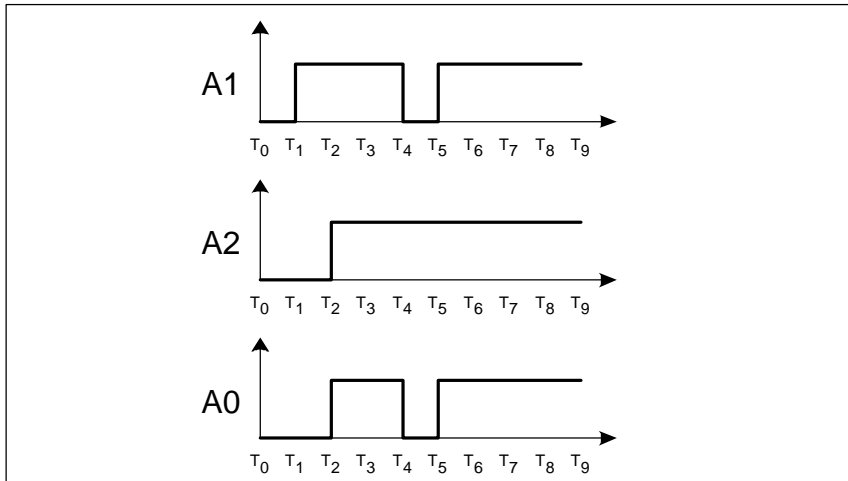 A1
T0 T1 T2 T3 T4 T5 T6 T7 T8 T9
A2
T0 T1 T2 T3 T4 T5 T6 T7 T8 T9
A0
T0 T1 T2 T3 T4 T5 T6 T7 T8 T9